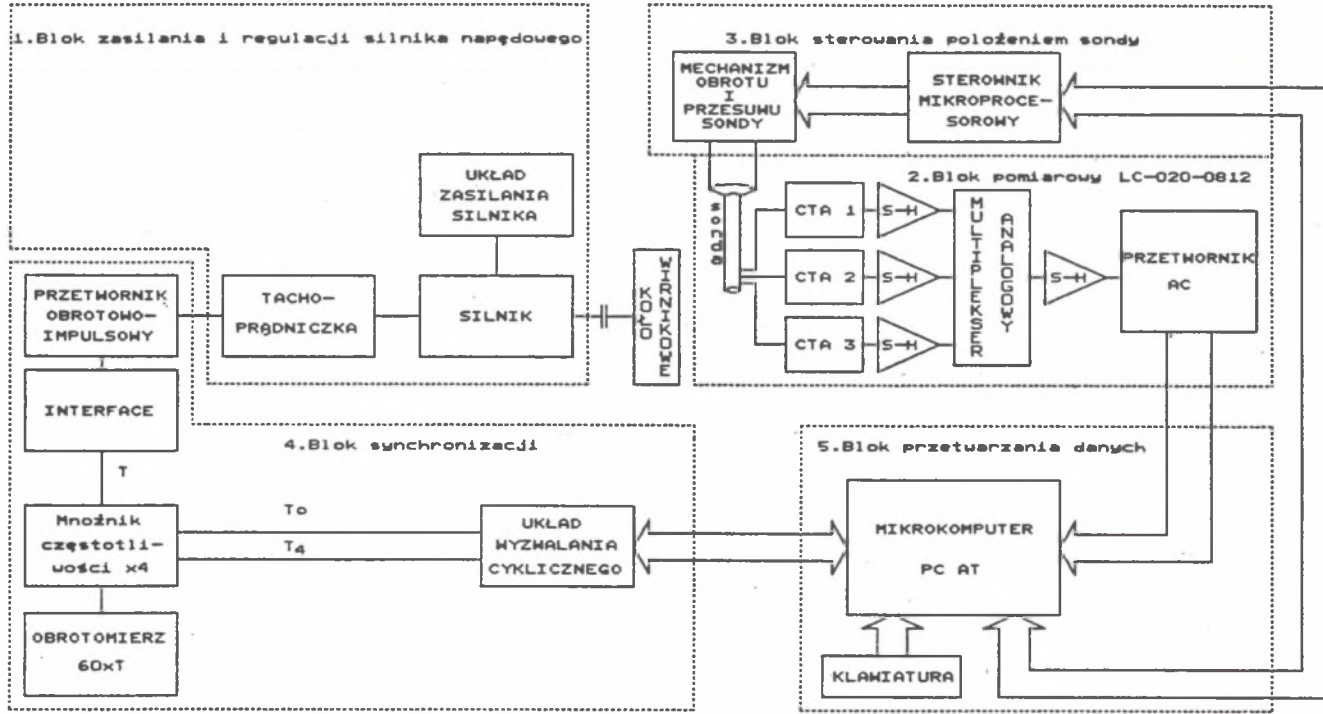 1.Blok zasilania i regulacji silnika napędowego
UKŁAD
ZASILANIA
SILNIKA
PRZETWORNIK
OBROTOWO-
IMPULSOWY
TACHO-
PRĄDNICZKA
SILNIK
KOŁO
WIRNIKOWE
3.Blok sterowania położeniem sondy
MECHANIZM
OBROTU
I
PRZESUWU
SONDY
STEROWNIK
MIKROPROCE-
SOROWY
2.Blok pomiarowy LC-020-0812
sonda
CTA 1
S-H
CTA 2
S-H
CTA 3
S-H
MULTIPLEKSER
ANALOGOWY
S-H
PRZETWORNIK
AC
INTERFACE
T
4.Blok synchronizacji
Mnożnik
częstotli-
wości x4
To
T4
UKŁAD
WYZWALANIA
CYKLICZNEGO
OBROTOMIERZ
60xT
5.Blok przetwarzania danych
MIKROKOMPUTER
PC AT
KLAWIATURA